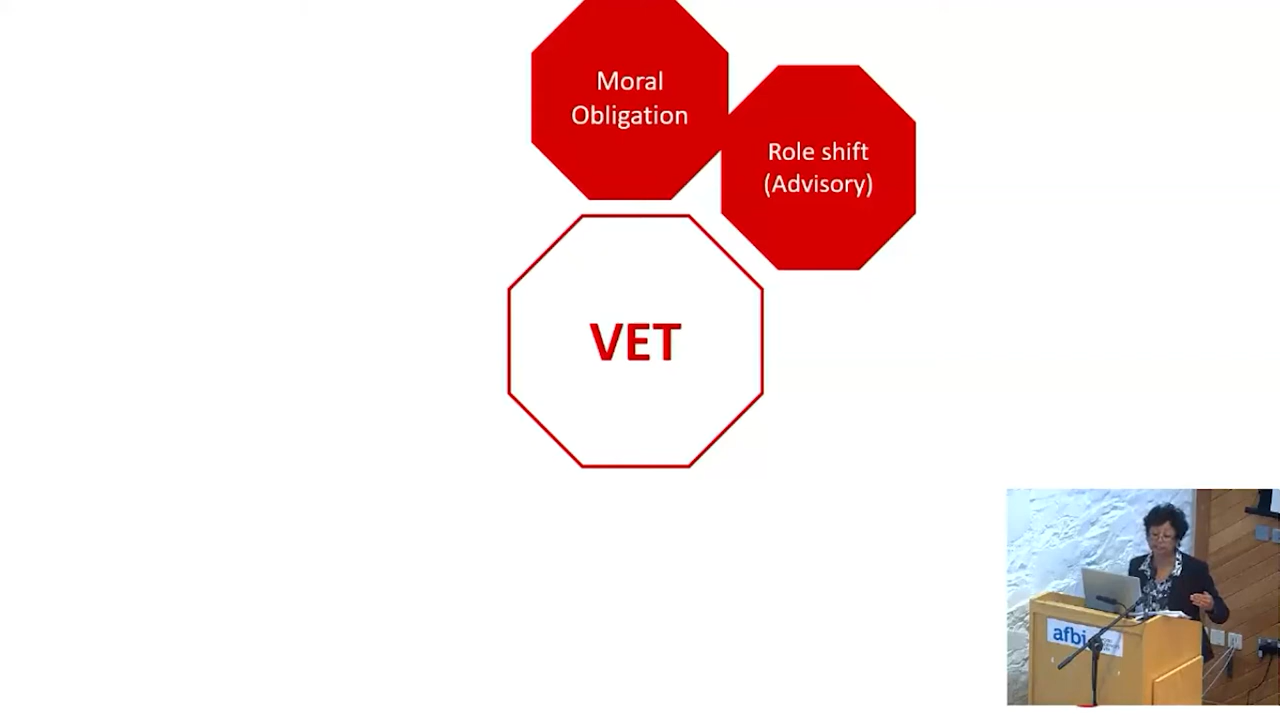 Moral
Obligation
Role shift
(Advisory)
VET
afbi